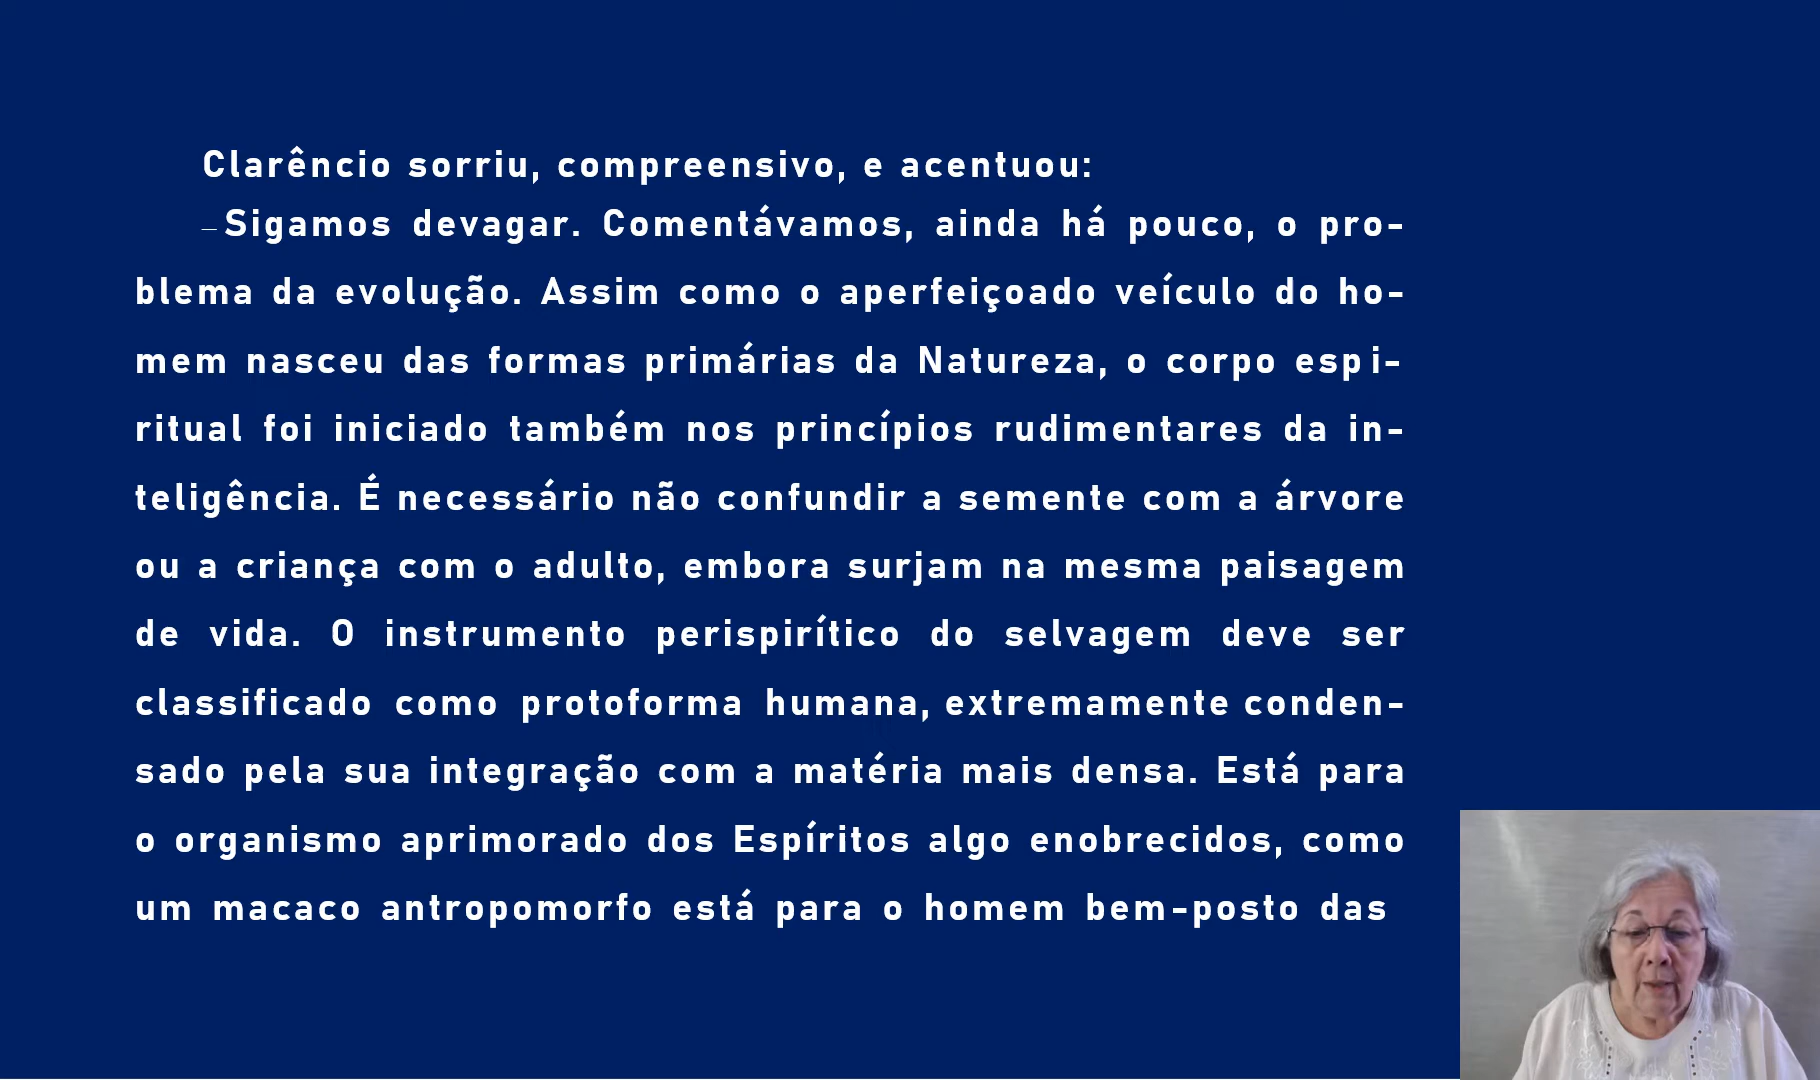 Clarêncio sorriu, compreensivo, e acentuou:
–Sigamos devagar. Comentávamos, ainda há pouco, o pro-
blema da evolução. Assim como o aperfeiçoado veículo do ho-
mem nasceu das formas primárias da Natureza, o corpo espi-
ritual foi iniciado também nos princípios rudimentares da in-
teligência. É necessário não confundir a semente com a árvore
ou a criança com o adulto, embora surjam na mesma paisagem
de vida. O instrumento perispirítico do selvagem deve ser
classificado como protoforma humana, extremamente conden-
sado pela sua integração com a matéria mais densa. Está para
o organismo aprimorado dos Espíritos algo enobrecidos, como
um macaco antropomorfo está para o homem bem-posto das